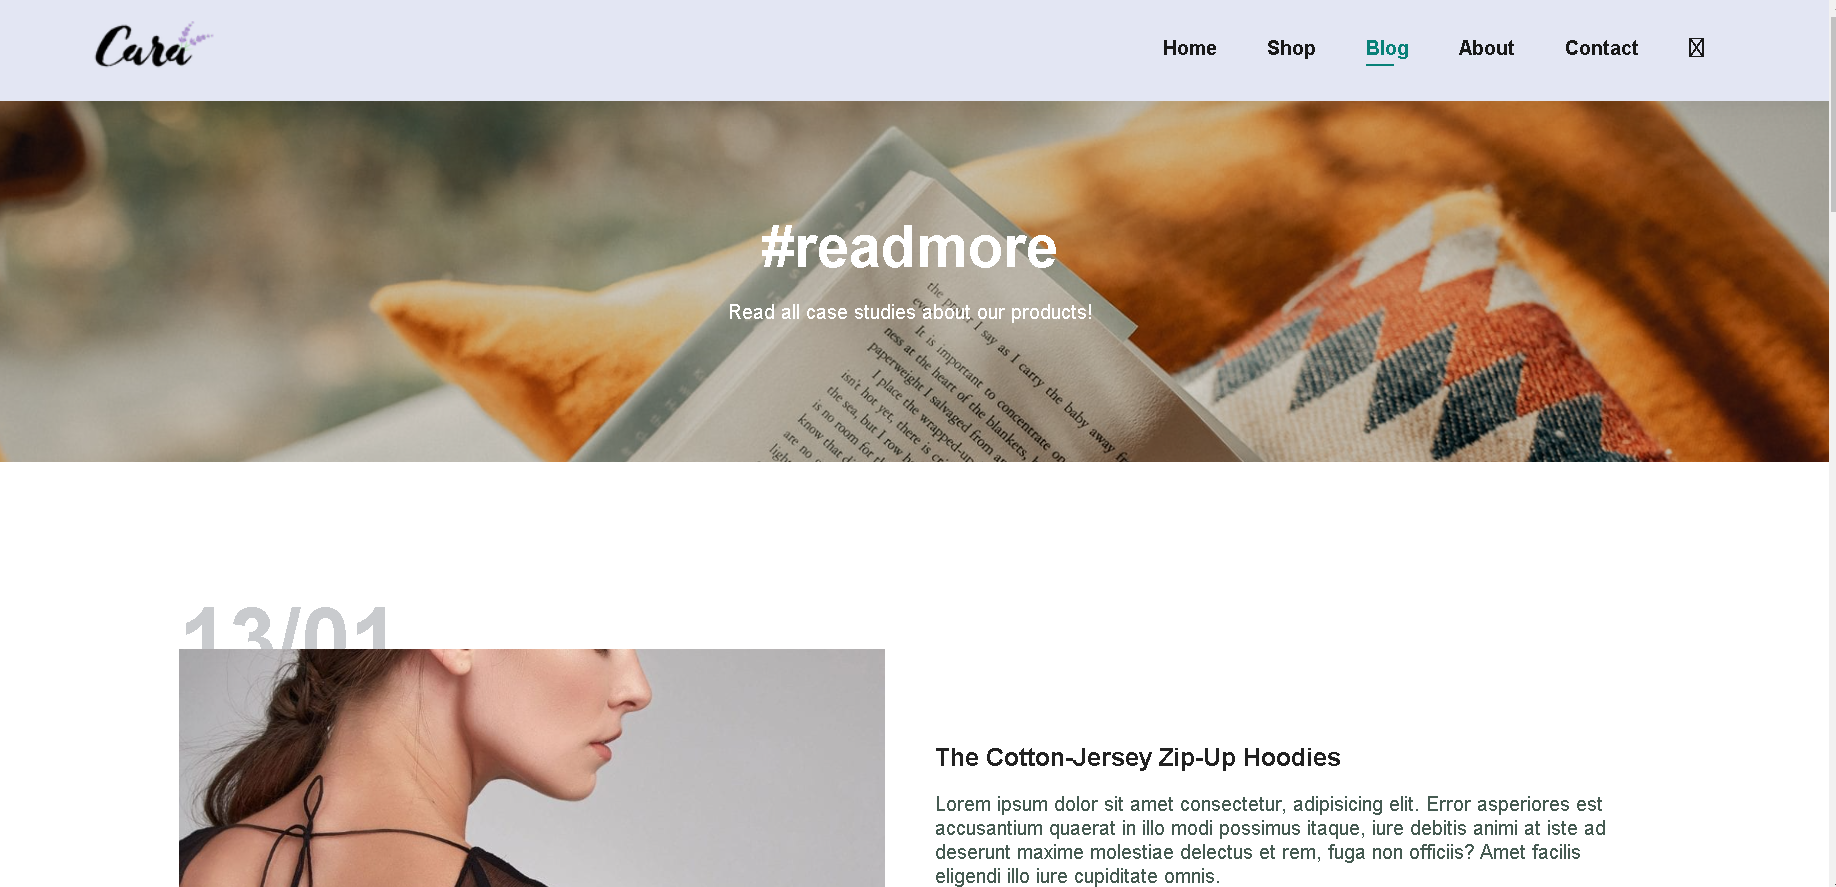 Cara
Home Shop Blog About Contact
#readmore
Read all case studies about our products!
the prayer I say as I carry the baby away
It is important to concentrate on
ness at the heart of the blankets,
paperweight I salvaged from
I place the wrapped-up
isn't hot yet, there is
the sea, but I row
is no room for
know that
are no
13/01
The Cotton-Jersey Zip-Up Hoodies
Lorem ipsum dolor sit amet consectetur, adipisicing elit. Error asperiores est
accusantium quaerat in illo modi possimus itaque, iure debitis animi at iste ad
deserunt maxime molestiae delectus et rem, fuga non officiis? Amet facilis
eligendi illo iure cupiditate omnis.